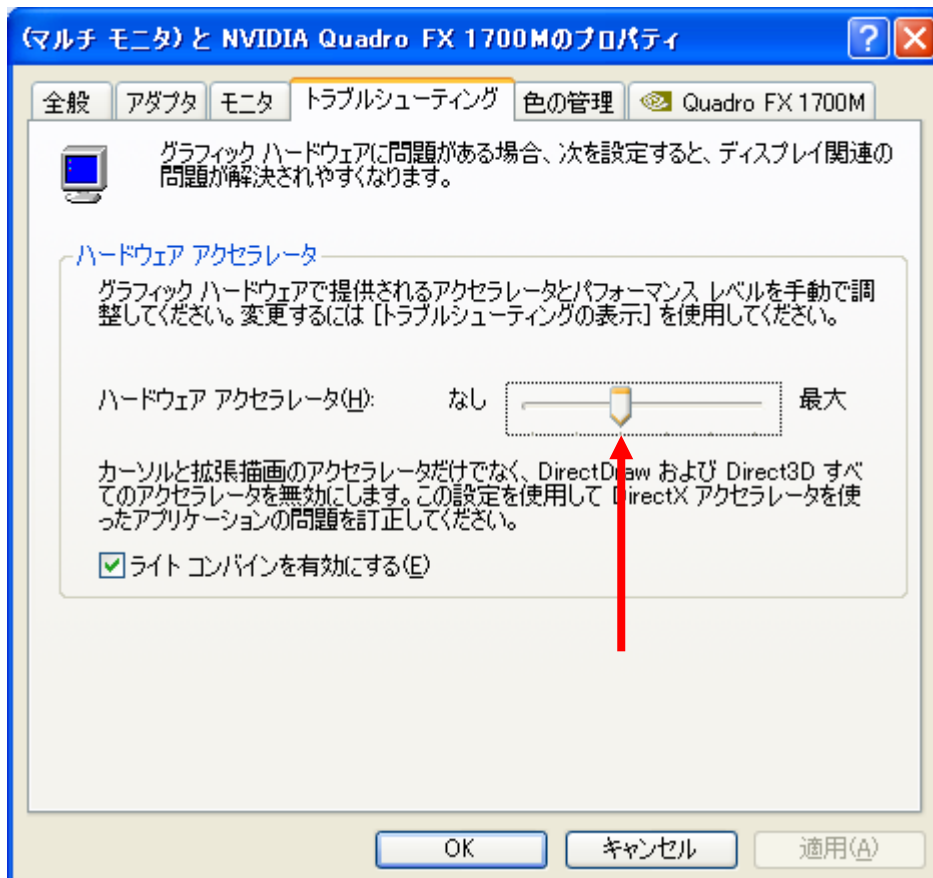 (マルチ モニタ) と NVIDIA Quadro FX 1700Mのプロパティ
全般 アダプタ モニタ トラブルシューティング 色の管理 Quadro FX 1700M
グラフィック ハードウェアに問題がある場合、次を設定すると、ディスプレイ関連の
問題が解決されやすくなります。
ハードウェア アクセラレータ
グラフィック ハードウェアで提供されるアクセラレータとパフォーマンス レベルを手動で調
整してください。変更するには [トラブルシューティングの表示] を使用してください。
ハードウェア アクセラレータ(H): なし 最大
カーソルと拡張描画のアクセラレータだけでなく、DirectDraw および Direct3D すべ
てのアクセラレータを無効にします。この設定を使用して DirectX アクセラレータを使
ったアプリケーションの問題を訂正してください。
ライト コンバインを有効にする(E)
OK キャンセル 適用(A)